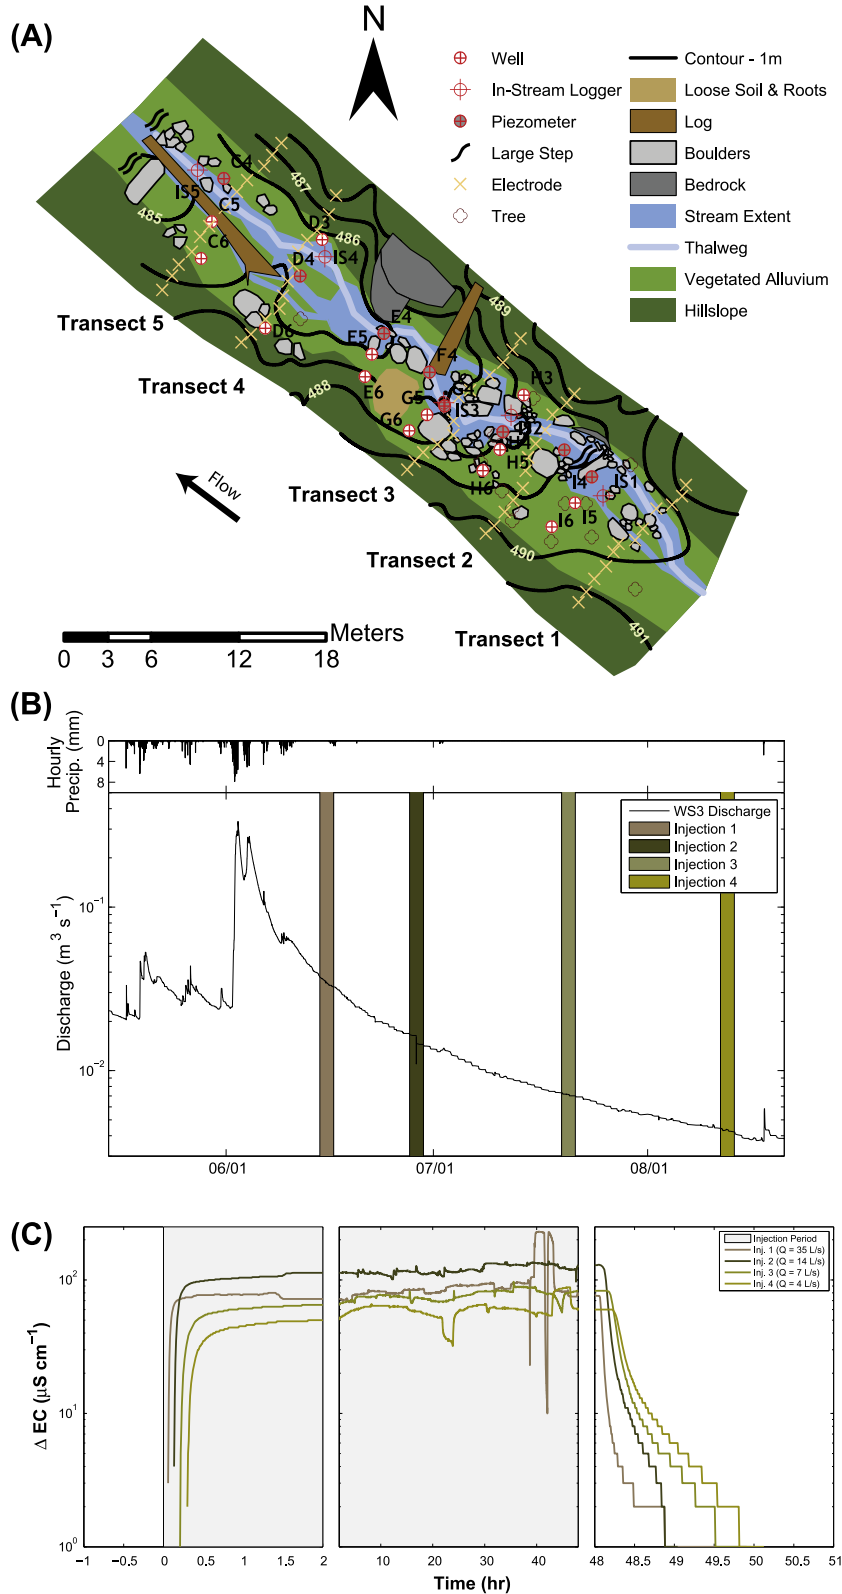 (A)
N
Well
In-Stream Logger
Piezometer
Large Step
Electrode
Tree
Contour - 1m
Loose Soil & Roots
Log
Boulders
Bedrock
Stream Extent
Thalweg
Vegetated Alluvium
Hillslope
C4
IS5
C5
C6
485
487
D3
486
IS4
D4
D6
E4
E5
E6
F4
489
488
G4
G5
IS3
G6
H3
H4
H5
H6
IS1
I4
I5
I6
490
491
Transect 5
Transect 4
Transect 3
Transect 2
Transect 1
Flow
Meters
0 3 6 12 18
(B)
Hourly
Precip. (mm)
0
4
8
WS3 Discharge
Injection 1
Injection 2
Injection 3
Injection 4
Discharge (m³ s⁻¹)
10⁻¹
10⁻²
06/01 07/01 08/01
(C)
Injection Period
Inj. 1 (Q = 35 L/s)
Inj. 2 (Q = 14 L/s)
Inj. 3 (Q = 7 L/s)
Inj. 4 (Q = 4 L/s)
Δ EC (μS cm⁻¹)
10²
10¹
10⁰
−1 −0.5 0 0.5 1 1.5 2 10 20 30 40 48 48.5 49 49.5 50 50.5 51
Time (hr)